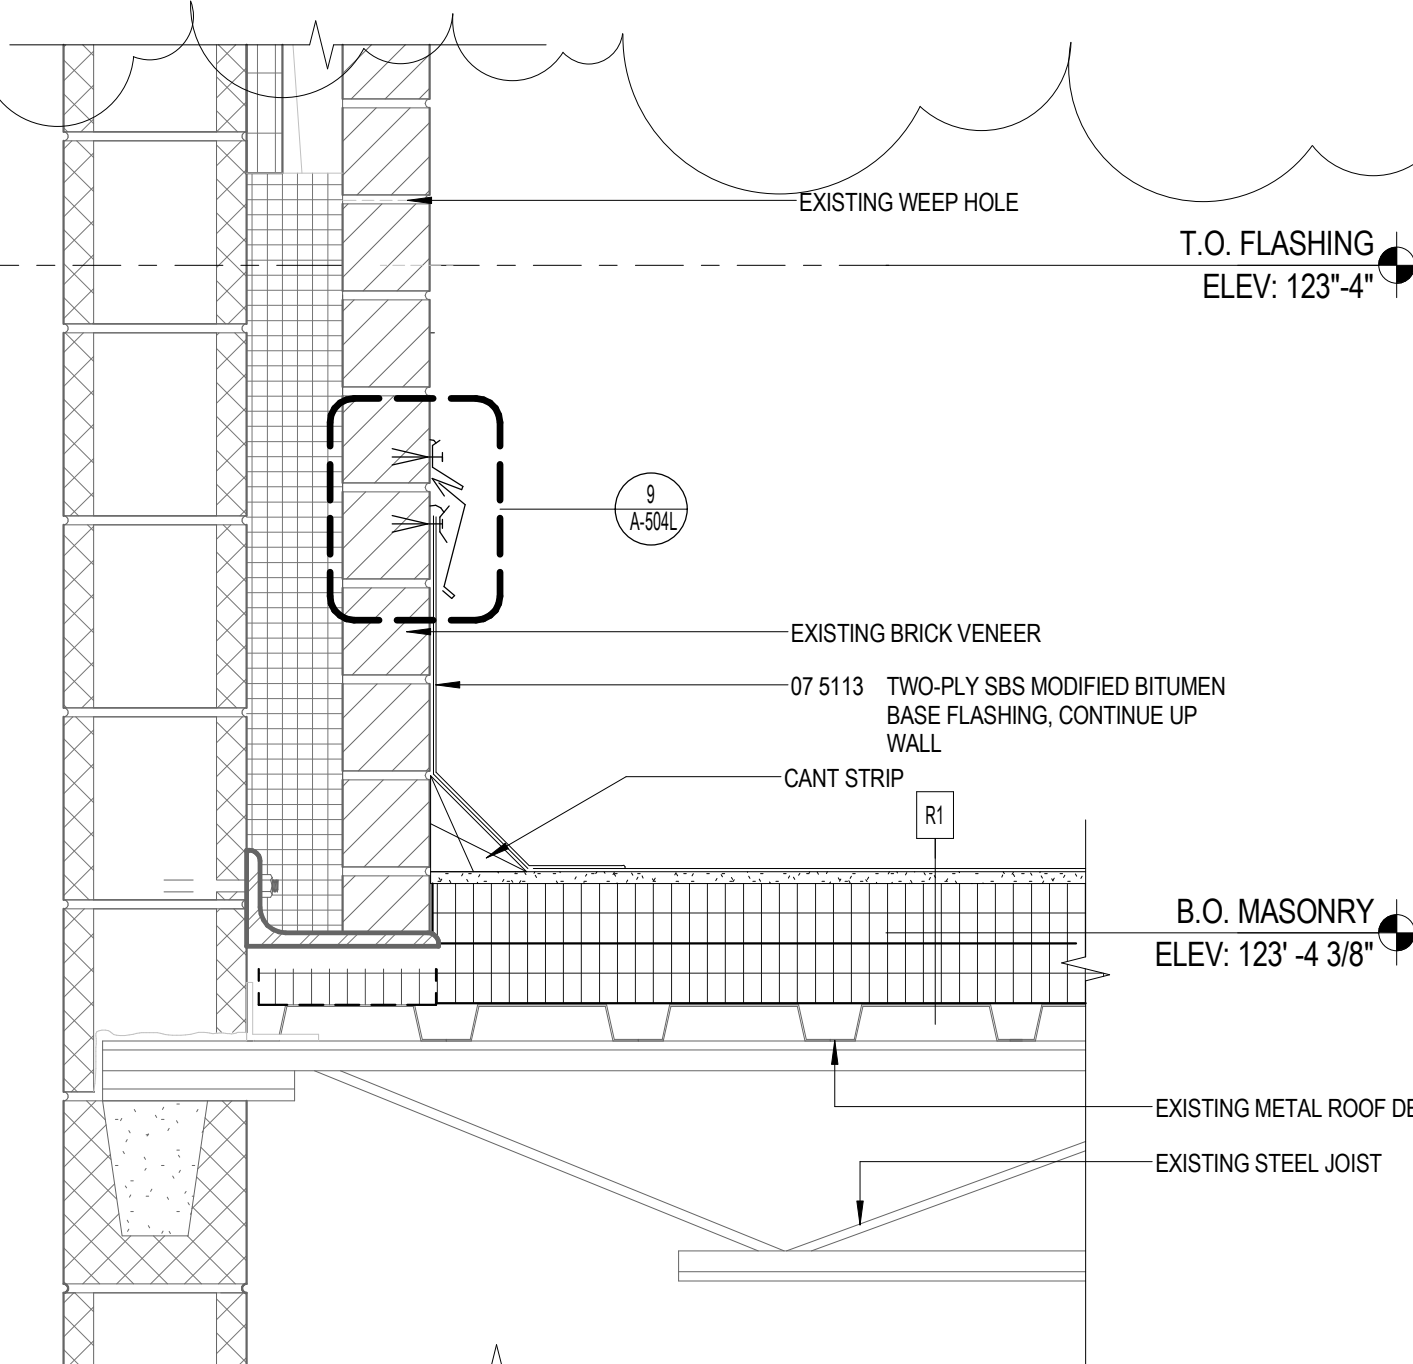 EXISTING WEEP HOLE
T.O. FLASHING
ELEV: 123"-4"
9
A-504L
EXISTING BRICK VENEER
07 5113 TWO-PLY SBS MODIFIED BITUMEN
BASE FLASHING, CONTINUE UP
WALL
CANT STRIP
R1
B.O. MASONRY
ELEV: 123' -4 3/8"
EXISTING METAL ROOF DE
EXISTING STEEL JOIST